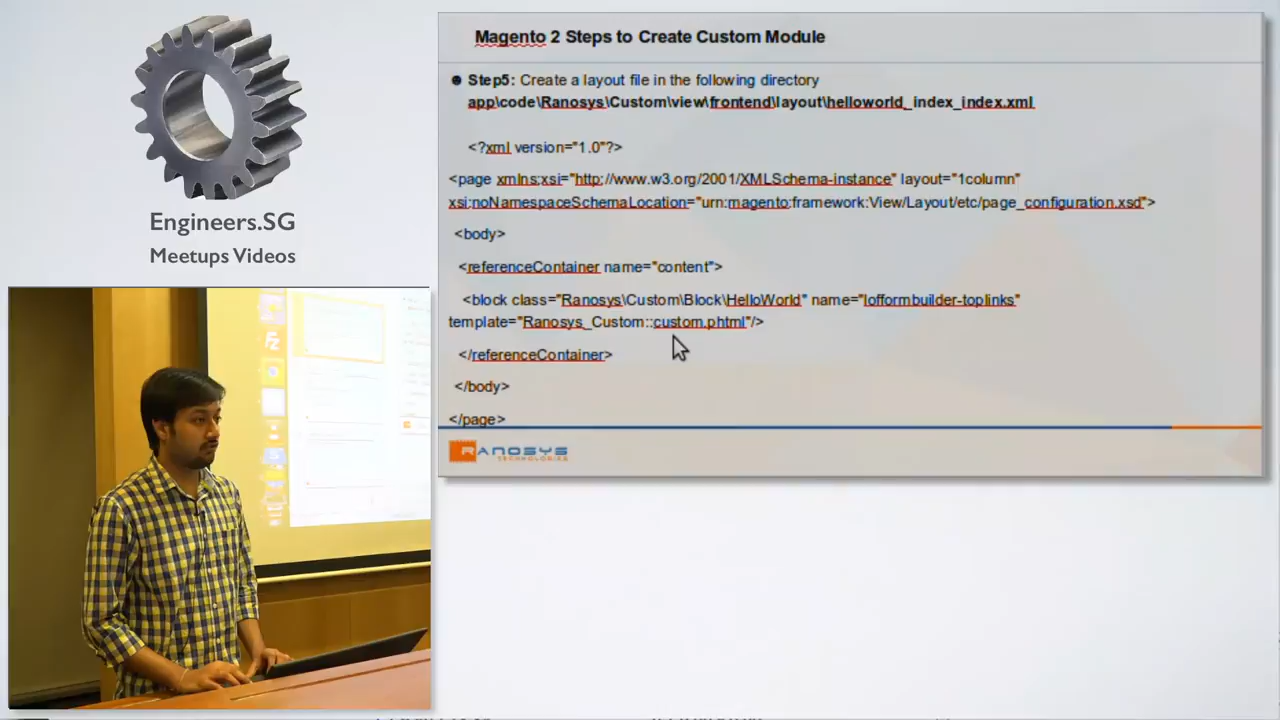 Engineers.SG
Meetups Videos
Magento 2 Steps to Create Custom Module
Step5: Create a layout file in the following directory
app\code\Ranosys\Custom\view\frontend\layout\helloworld_index_index.xml
<?xml version="1.0"?>
<page xmlns:xsi="http://www.w3.org/2001/XMLSchema-instance" layout="1column"
xsi:noNamespaceSchemaLocation="urn:magento:framework:View/Layout/etc/page_configuration.xsd">
<body>
<referenceContainer name="content">
<block class="Ranosys\Custom\Block\HelloWorld" name="lofformbuilder-toplinks"
template="Ranosys_Custom::custom.phtml"/>
</referenceContainer>
</body>
</page>
RANOSYS
TECHNOLOGIES